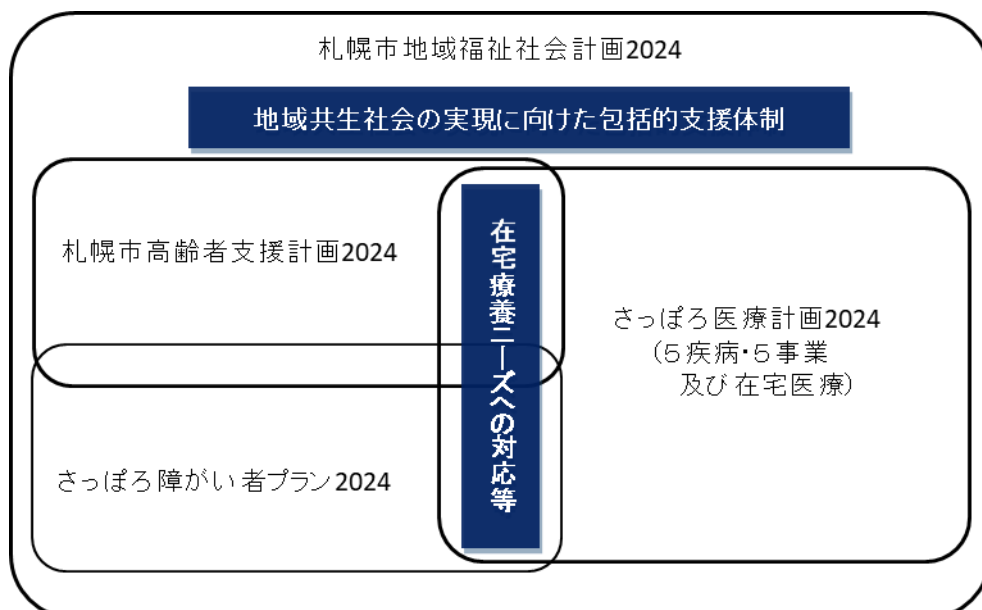 札幌市地域福祉社会計画2024
地域共生社会の実現に向けた包括的支援体制
札幌市高齢者支援計画2024
在宅療養ニーズへの対応等
さっぽろ医療計画2024
(5疾病・5事業
及び在宅医療)
さっぽろ障がい者プラン2024